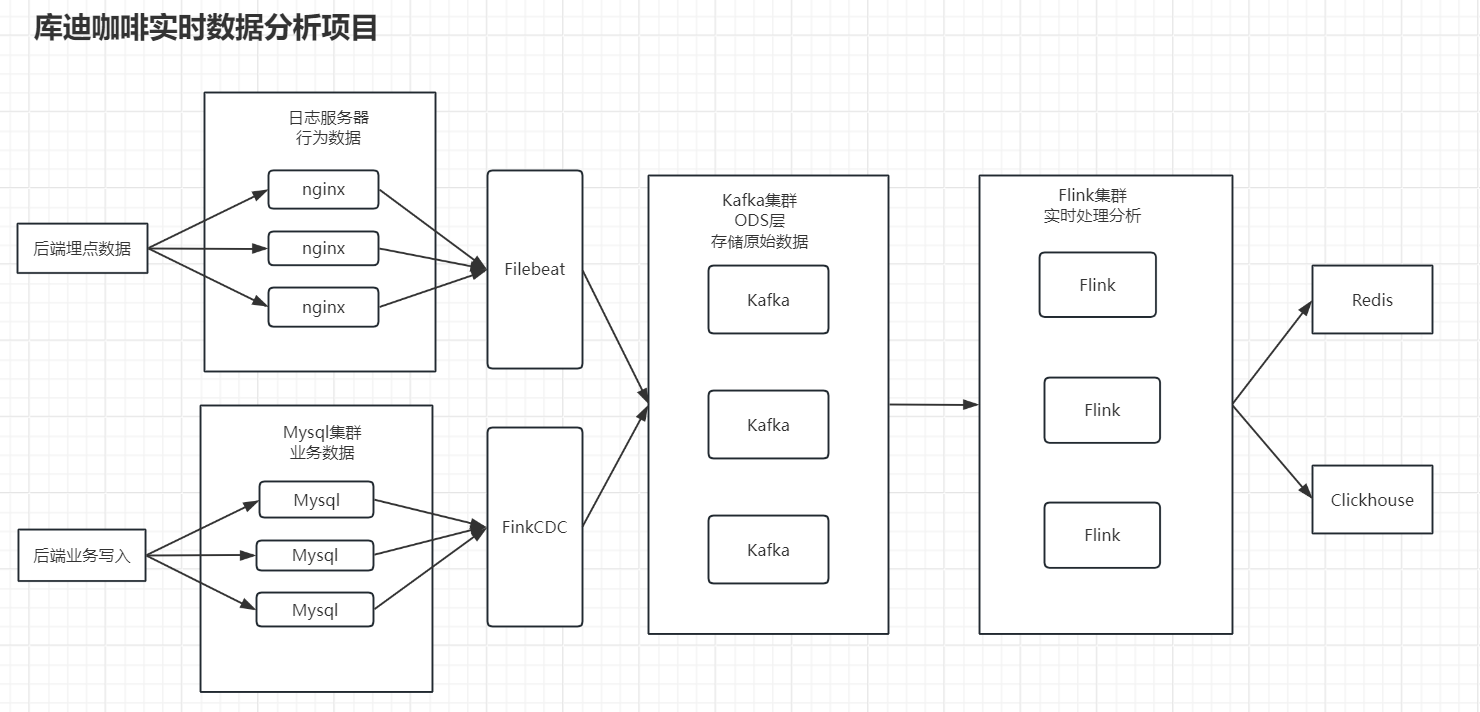 库迪咖啡实时数据分析项目
日志服务器
行为数据
nginx
nginx
nginx
后端埋点数据
Filebeat
Mysql集群
业务数据
Mysql
Mysql
Mysql
后端业务写入
FinkCDC
Kafka集群
ODS层
存储原始数据
Kafka
Kafka
Kafka
Flink集群
实时处理分析
Flink
Flink
Flink
Redis
Clickhouse